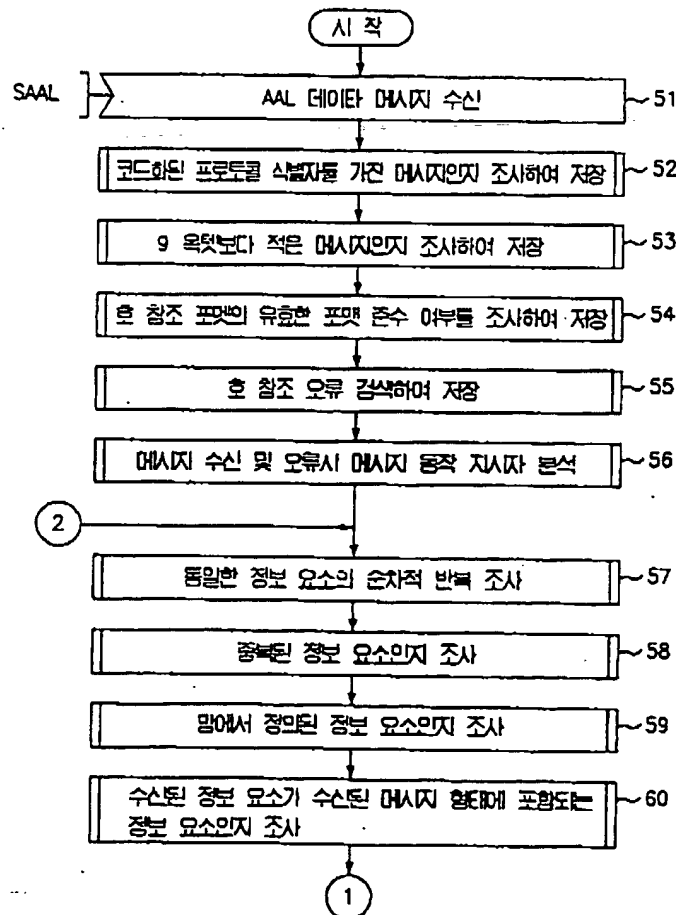 시 작
SAAL
AAL 데이타 메시지 수신
51
코드화된 프로토콜 식별자를 가진 메시지인지 조사하여 저장
52
9 옥텟보다 적은 메시지인지 조사하여 저장
53
호 참조 포멧의 유효한 포맷 준수 여부를 조사하여 저장
54
호 참조 오류 검색하여 저장
55
메시지 수신 및 오류시 메시지 동작 지시자 분석
56
2
동일한 정보 요소의 순차적 반복 조사
57
중복된 정보 요소인지 조사
58
망에서 정의된 정보 요소인지 조사
59
수신된 정보 요소가 수신된 메시지 형태에 포함되는
정보 요소인지 조사
60
1